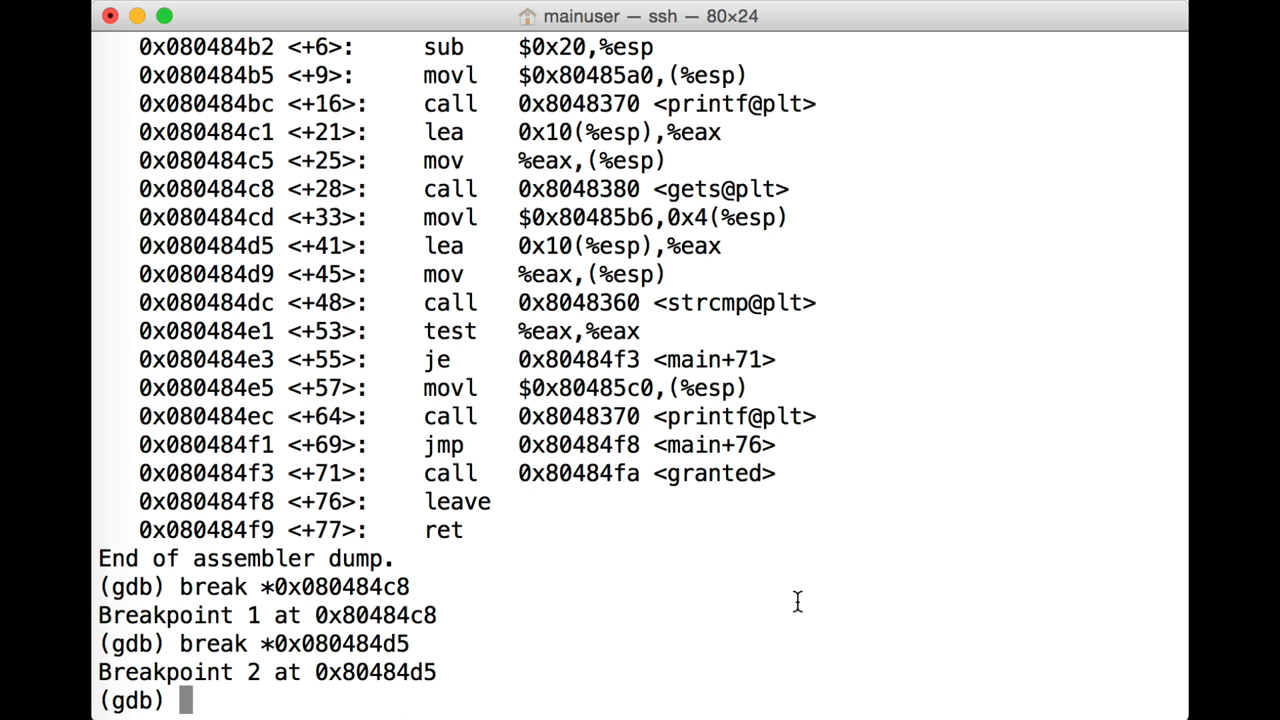 mainuser — ssh — 80×24
0x080484b2 <+6>: sub $0x20,%esp
0x080484b5 <+9>: movl $0x80485a0,(%esp)
0x080484bc <+16>: call 0x8048370 <printf@plt>
0x080484c1 <+21>: lea 0x10(%esp),%eax
0x080484c5 <+25>: mov %eax,(%esp)
0x080484c8 <+28>: call 0x8048380 <gets@plt>
0x080484cd <+33>: movl $0x80485b6,0x4(%esp)
0x080484d5 <+41>: lea 0x10(%esp),%eax
0x080484d9 <+45>: mov %eax,(%esp)
0x080484dc <+48>: call 0x8048360 <strcmp@plt>
0x080484e1 <+53>: test %eax,%eax
0x080484e3 <+55>: je 0x80484f3 <main+71>
0x080484e5 <+57>: movl $0x80485c0,(%esp)
0x080484ec <+64>: call 0x8048370 <printf@plt>
0x080484f1 <+69>: jmp 0x80484f8 <main+76>
0x080484f3 <+71>: call 0x80484fa <granted>
0x080484f8 <+76>: leave
0x080484f9 <+77>: ret
End of assembler dump.
(gdb) break *0x080484c8
Breakpoint 1 at 0x80484c8
(gdb) break *0x080484d5
Breakpoint 2 at 0x80484d5
(gdb)